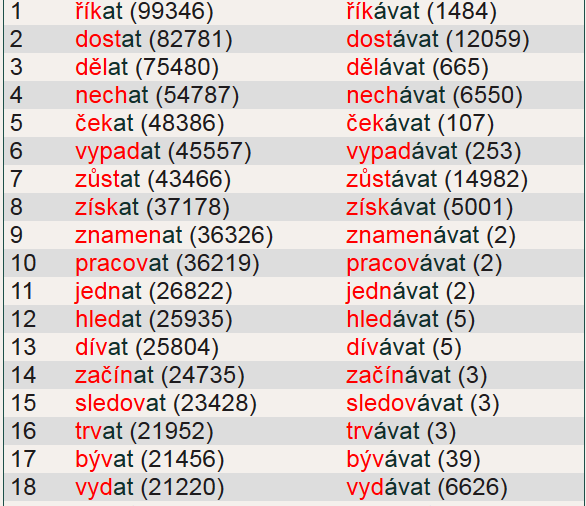 1 říkat (99346) říkávat (1484)
2 dostat (82781) dostávat (12059)
3 dělat (75480) dělávat (665)
4 nechat (54787) nechávat (6550)
5 čekat (48386) čekávat (107)
6 vypadat (45557) vypadávat (253)
7 zůstat (43466) zůstávat (14982)
8 získat (37178) získávat (5001)
9 znamenat (36326) znamenávat (2)
10 pracovat (36219) pracovávat (2)
11 jednat (26822) jednávat (2)
12 hledat (25935) hledávat (5)
13 dívat (25804) dívávat (5)
14 začínat (24735) začínávat (3)
15 sledovat (23428) sledovávat (3)
16 trvat (21952) trvávat (3)
17 bývat (21456) bývávat (39)
18 vydat (21220) vydávat (6626)